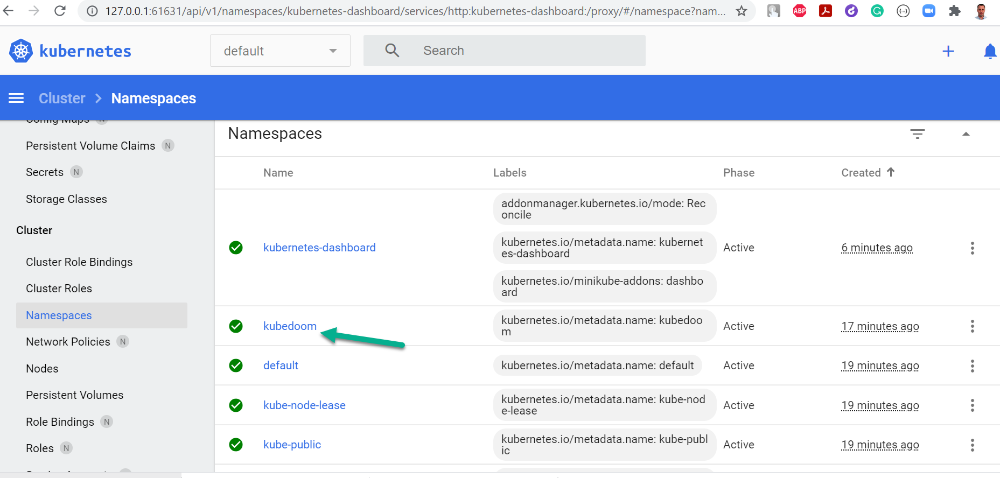 127.0.0.1:61631/api/v1/namespaces/kubernetes-dashboard/services/http:kubernetes-dashboard:/proxy/#/namespace?nam...
ABP
kubernetes
default
Search
Cluster
Namespaces
Config Maps N
Persistent Volume Claims N
Secrets N
Storage Classes
Cluster
Cluster Role Bindings
Cluster Roles
Namespaces
Network Policies N
Nodes
Persistent Volumes
Role Bindings N
Roles N
Namespaces
Name Labels Phase Created
addonmanager.kubernetes.io/mode: Rec
oncile
kubernetes-dashboard
kubernetes.io/metadata.name: kubernet
es-dashboard
Active
6 minutes ago
kubernetes.io/minikube-addons: dashbo
ard
kubedoom
kubernetes.io/metadata.name: kubedoo
m
Active
17 minutes ago
default
kubernetes.io/metadata.name: default
Active
19 minutes ago
kube-node-lease
kubernetes.io/metadata.name: kube-nod
e-lease
Active
19 minutes ago
kube-public
kubernetes.io/metadata.name: kube-publ
ic
Active
19 minutes ago